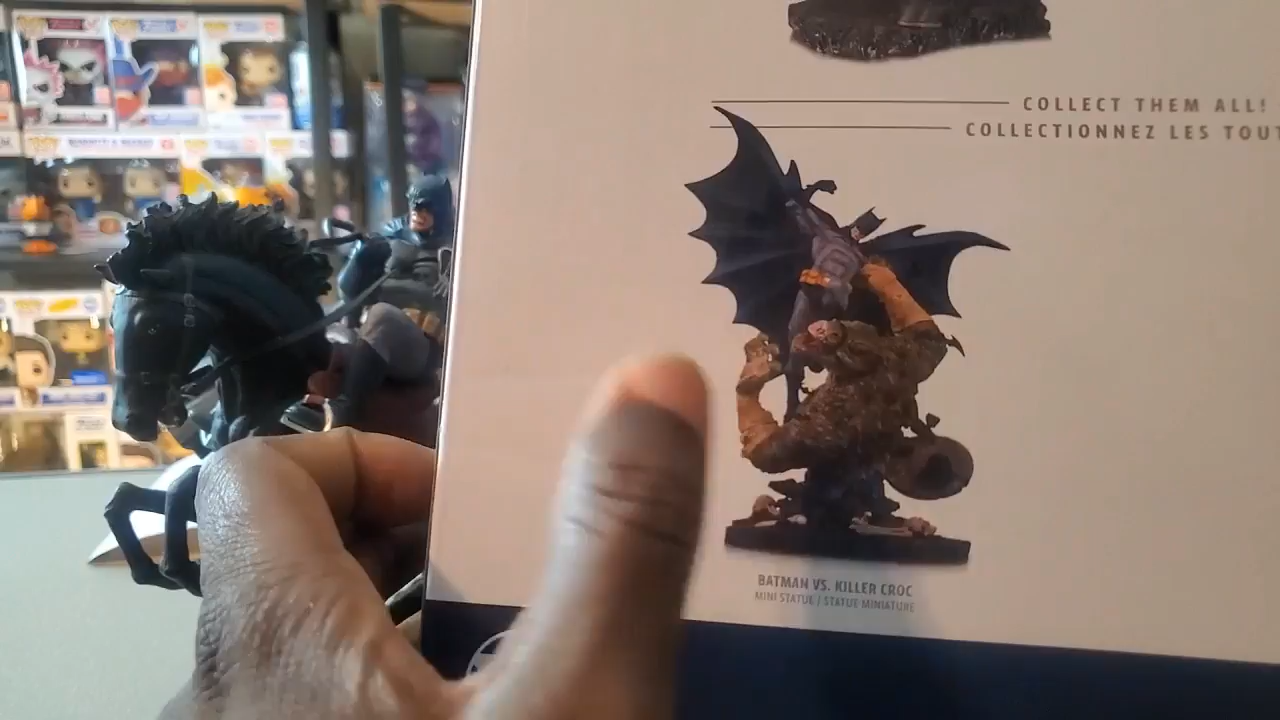 COLLECT THEM ALL!
COLLECTIONNEZ LES TOUT
BATMAN VS. KILLER CROC
MINI STATUE / STATUE MINIATURE